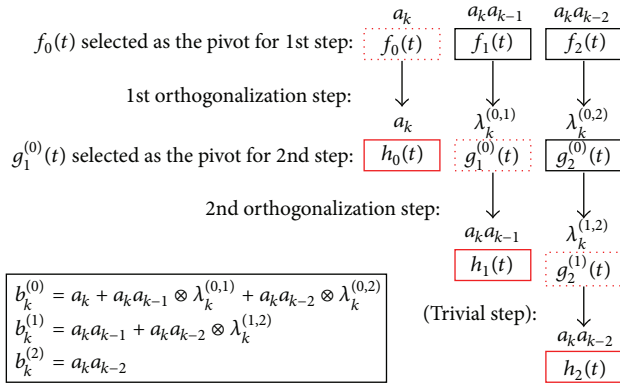 a_k a_k a_{k−1} a_k a_{k−2}
f_0(t) selected as the pivot for 1st step: f_0(t) f_1(t) f_2(t)
1st orthogonalization step:
a_k λ_k^{(0,1)} λ_k^{(0,2)}
g_1^{(0)}(t) selected as the pivot for 2nd step: h_0(t) g_1^{(0)}(t) g_2^{(0)}(t)
2nd orthogonalization step:
a_k a_{k−1} λ_k^{(1,2)}
h_1(t) g_2^{(1)}(t)
(Trivial step):
a_k a_{k−2}
h_2(t)
b_k^{(0)} = a_k + a_k a_{k−1} ⊗ λ_k^{(0,1)} + a_k a_{k−2} ⊗ λ_k^{(0,2)}
b_k^{(1)} = a_k a_{k−1} + a_k a_{k−2} ⊗ λ_k^{(1,2)}
b_k^{(2)} = a_k a_{k−2}